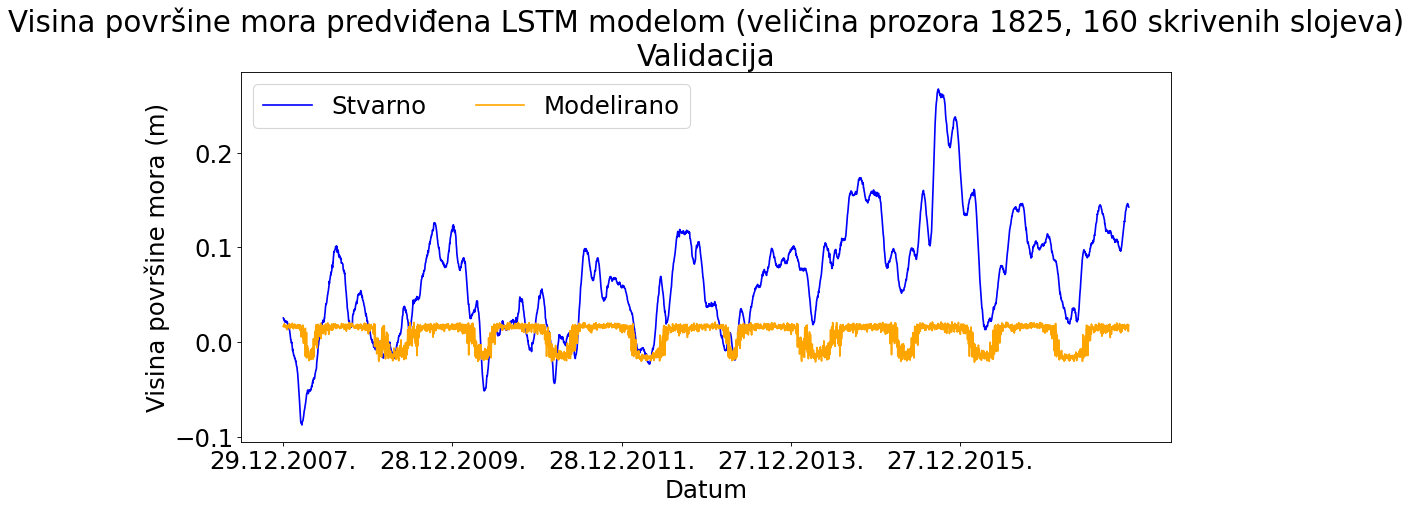 Visina površine mora predviđena LSTM modelom (veličina prozora 1825, 160 skrivenih slojeva)
Validacija
Stvarno Modelirano
Visina površine mora (m)
0.2
0.1
0.0
−0.1
29.12.2007. 28.12.2009. 28.12.2011. 27.12.2013. 27.12.2015.
Datum